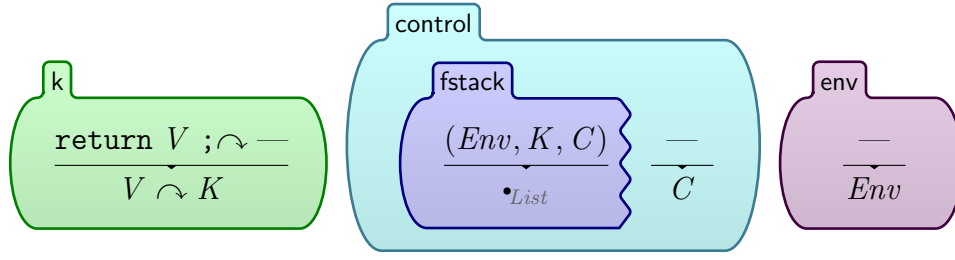 control
k
fstack
env
return V ;↷ —
(Env, K, C)
—
—
V ↷ K
•List
C
Env